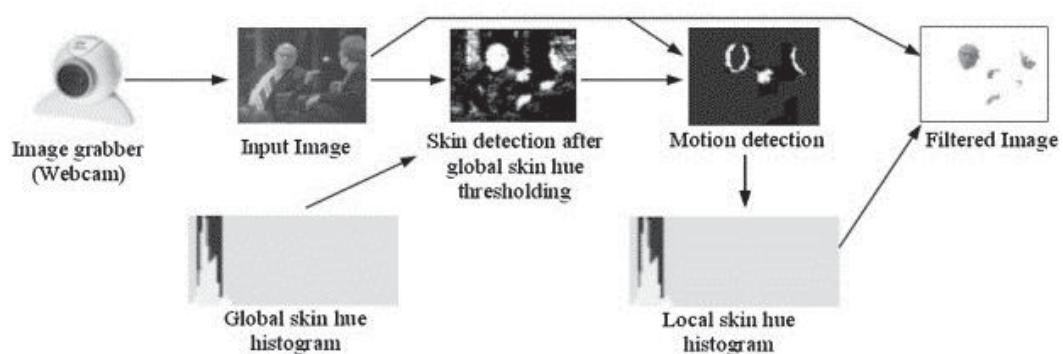 Image grabber
(Webcam)
Input Image
Skin detection after
global skin hue
thresholding
Motion detection
Filtered Image
Global skin hue
histogram
Local skin hue
histogram